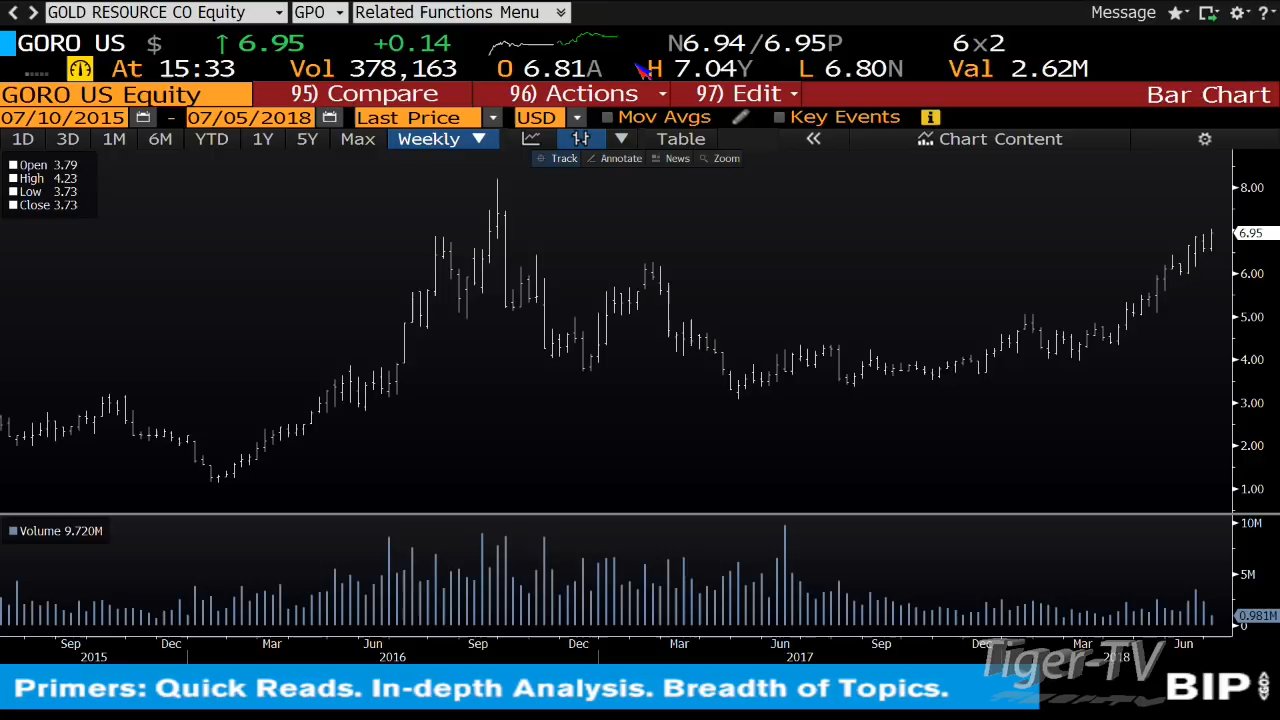 GOLD RESOURCE CO Equity GPO Related Functions Menu Message
GORO US $ ↑ 6.95 +0.14 N6.94/6.95P 6x2
At 15:33 Vol 378,163 O 6.81A H 7.04Y L 6.80N Val 2.62M
GORO US Equity 95) Compare 96) Actions 97) Edit Bar Chart
07/10/2015 - 07/05/2018 Last Price USD Mov Avgs Key Events
1D 3D 1M 6M YTD 1Y 5Y Max Weekly Table « Chart Content
Track Annotate News Zoom
Open 3.79
High 4.23
Low 3.73
Close 3.73
8.00
6.95
6.00
5.00
4.00
3.00
2.00
1.00
Volume 9.720M
10M
5M
0.981M
0
Sep Dec Mar Jun Sep Dec Mar Jun Sep Dec Mar Jun
2015 2016 2017 2018
Tiger-TV
Primers: Quick Reads. In-depth Analysis. Breadth of Topics.
BIP